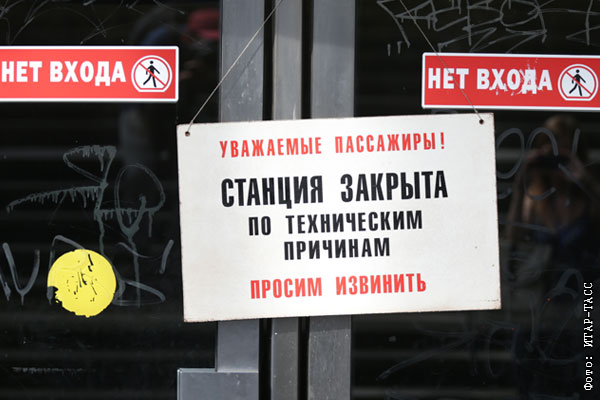 НЕТ ВХОДА
НЕТ ВХОДА
УВАЖАЕМЫЕ ПАССАЖИРЫ!
СТАНЦИЯ ЗАКРЫТА
ПО ТЕХНИЧЕСКИМ
ПРИЧИНАМ
ПРОСИМ ИЗВИНИТЬ
Фото: ИТАР-ТАСС